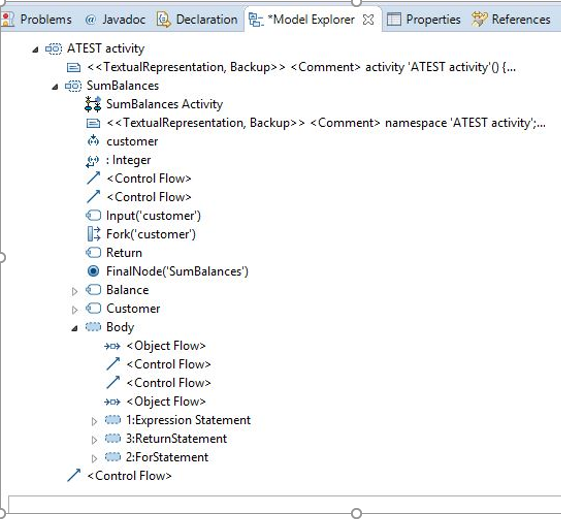 Problems @ Javadoc Declaration *Model Explorer Properties References
ATEST activity
<<TextualRepresentation, Backup>> <Comment> activity 'ATEST activity'() {...
SumBalances
SumBalances Activity
<<TextualRepresentation, Backup>> <Comment> namespace 'ATEST activity';...
customer
: Integer
<Control Flow>
<Control Flow>
Input('customer')
Fork('customer')
Return
FinalNode('SumBalances')
Balance
Customer
Body
<Object Flow>
<Control Flow>
<Control Flow>
<Object Flow>
1:Expression Statement
3:ReturnStatement
2:ForStatement
<Control Flow>